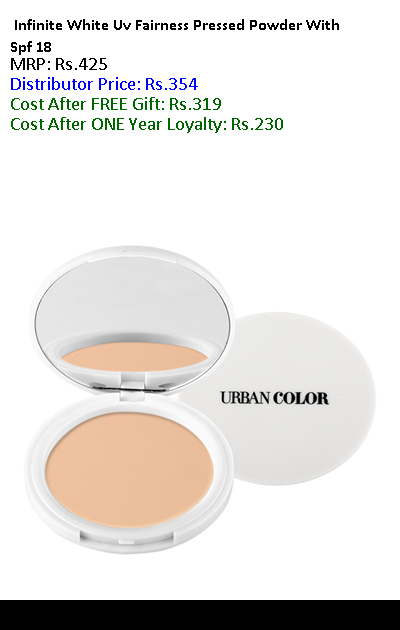 Infinite White Uv Fairness Pressed Powder With
Spf 18
MRP: Rs.425
Distributor Price: Rs.354
Cost After FREE Gift: Rs.319
Cost After ONE Year Loyalty: Rs.230
URBAN COLOR